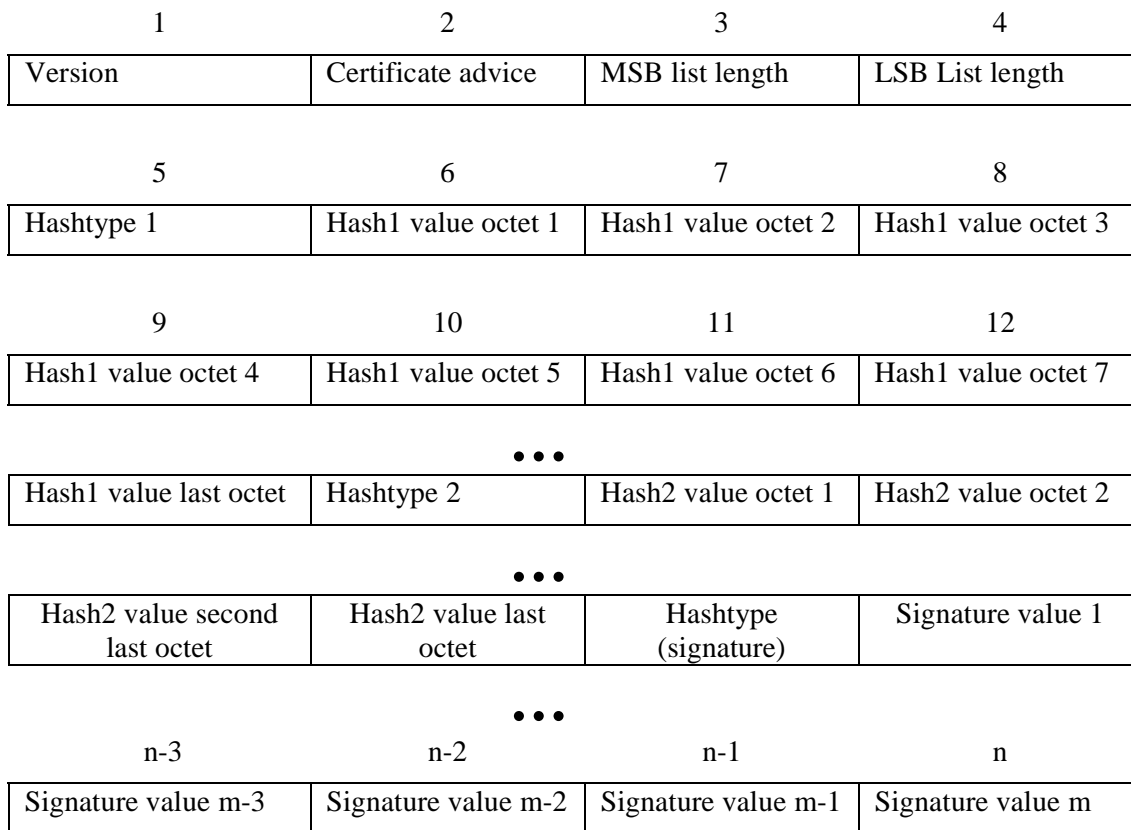 1 2 3 4
Version Certificate advice MSB list length LSB List length
5 6 7 8
Hashtype 1 Hash1 value octet 1 Hash1 value octet 2 Hash1 value octet 3
9 10 11 12
Hash1 value octet 4 Hash1 value octet 5 Hash1 value octet 6 Hash1 value octet 7
•••
Hash1 value last octet Hashtype 2 Hash2 value octet 1 Hash2 value octet 2
•••
Hash2 value second Hash2 value last Hashtype Signature value 1
last octet octet (signature)
•••
n-3 n-2 n-1 n
Signature value m-3 Signature value m-2 Signature value m-1 Signature value m